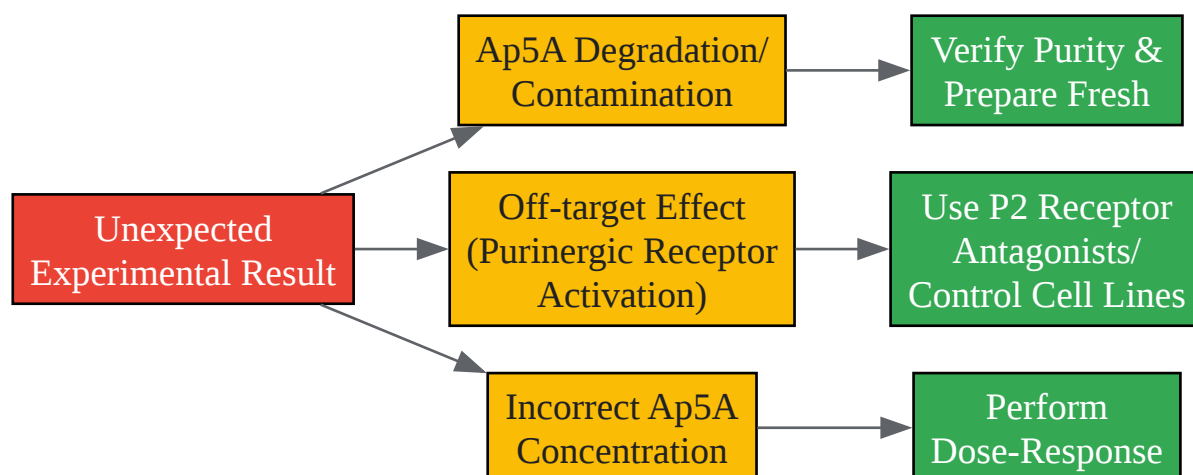 Unexpected
Experimental Result
Ap5A Degradation/
Contamination
Verify Purity &
Prepare Fresh
Off-target Effect
(Purinergic Receptor
Activation)
Use P2 Receptor
Antagonists/
Control Cell Lines
Incorrect Ap5A
Concentration
Perform
Dose-Response